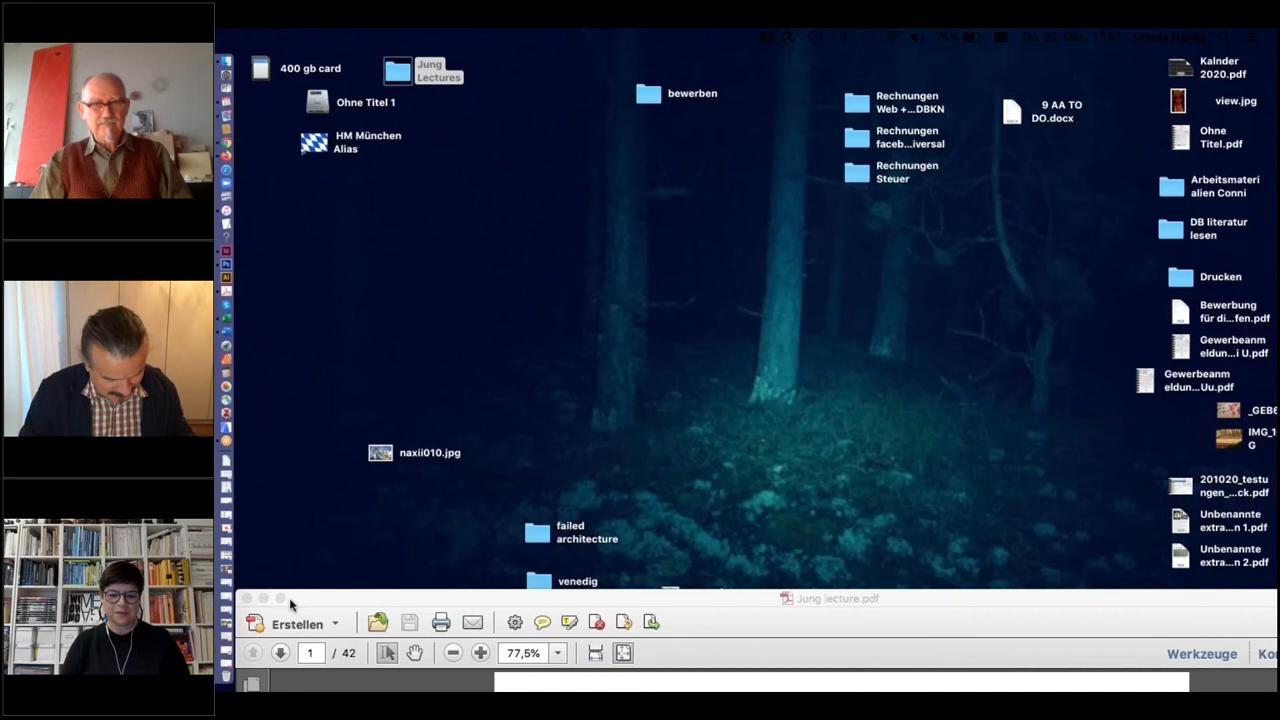 400 gb card
Jung
Lectures
Ohne Titel 1
HM München
Alias
bewerben
Rechnungen
Web +...DBKN
Rechnungen
faceb...iversal
Rechnungen
Steuer
9 AA TO
DO.docx
Kalnder
2020.pdf
view.jpg
Ohne
Titel.pdf
Arbeitsmateri
alien Conni
DB literatur
lesen
Drucken
Bewerbung
für di...fen.pdf
Gewerbeanm
eldun...i U.pdf
Gewerbeanm
eldun...Uu.pdf
_GEB6
IMG_1
G
naxii010.jpg
201020_testu
ngen_...ck.pdf
Unbenannte
extra...n 1.pdf
Unbenannte
extra...n 2.pdf
failed
architecture
venedig
Jung lecture.pdf
Erstellen
1 / 42
77,5%
Werkzeuge
Ko